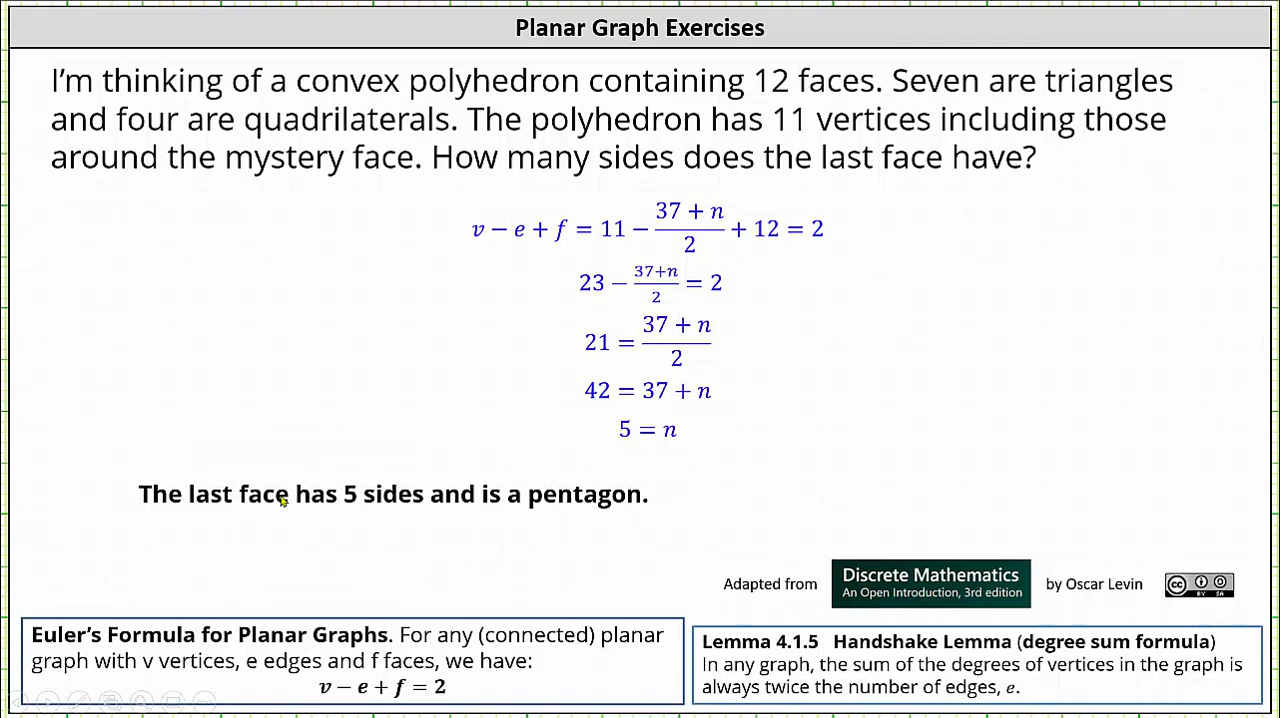 Planar Graph Exercises
I'm thinking of a convex polyhedron containing 12 faces. Seven are triangles
and four are quadrilaterals. The polyhedron has 11 vertices including those
around the mystery face. How many sides does the last face have?
v − e + f = 11 − (37 + n)/2 + 12 = 2
23 − (37+n)/2 = 2
21 = (37 + n)/2
42 = 37 + n
5 = n
The last face has 5 sides and is a pentagon.
Adapted from
Discrete Mathematics
An Open Introduction, 3rd edition
by Oscar Levin
cc
BY SA
Euler's Formula for Planar Graphs. For any (connected) planar
graph with v vertices, e edges and f faces, we have:
v − e + f = 2
Lemma 4.1.5 Handshake Lemma (degree sum formula)
In any graph, the sum of the degrees of vertices in the graph is
always twice the number of edges, e.